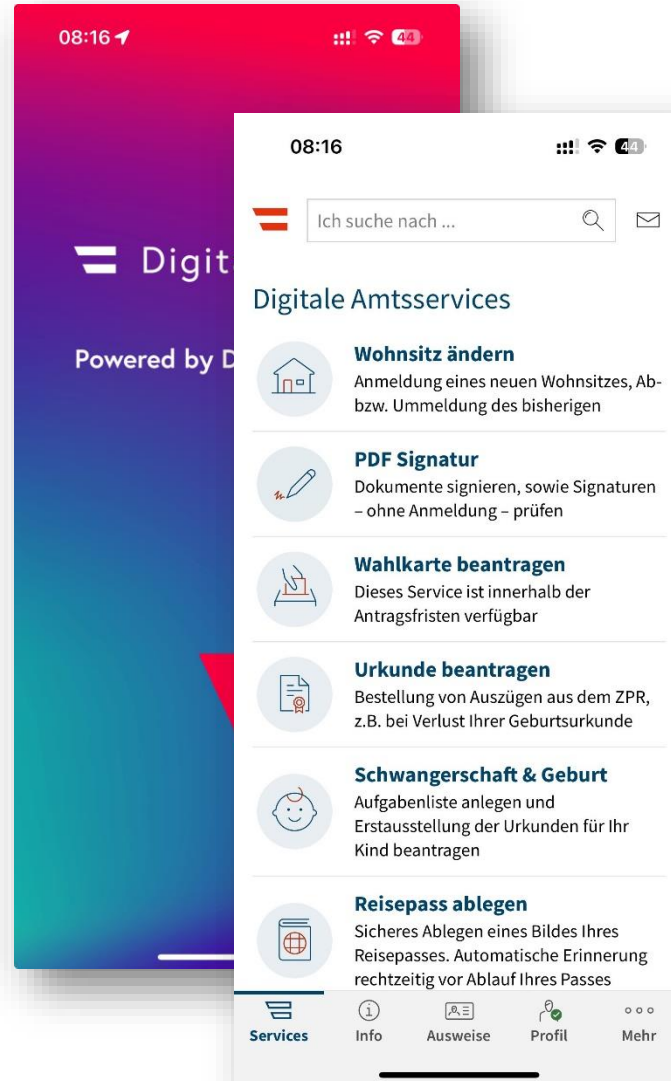 08:16
44
Digit
Powered by D
08:16
44
Ich suche nach ...
Digitale Amtsservices
Wohnsitz ändern
Anmeldung eines neuen Wohnsitzes, Ab-
bzw. Ummeldung des bisherigen
PDF Signatur
Dokumente signieren, sowie Signaturen
– ohne Anmeldung – prüfen
Wahlkarte beantragen
Dieses Service ist innerhalb der
Antragsfristen verfügbar
Urkunde beantragen
Bestellung von Auszügen aus dem ZPR,
z.B. bei Verlust Ihrer Geburtsurkunde
Schwangerschaft & Geburt
Aufgabenliste anlegen und
Erstausstellung der Urkunden für Ihr
Kind beantragen
Reisepass ablegen
Sicheres Ablegen eines Bildes Ihres
Reisepasses. Automatische Erinnerung
rechtzeitig vor Ablauf Ihres Passes
Services Info Ausweise Profil Mehr